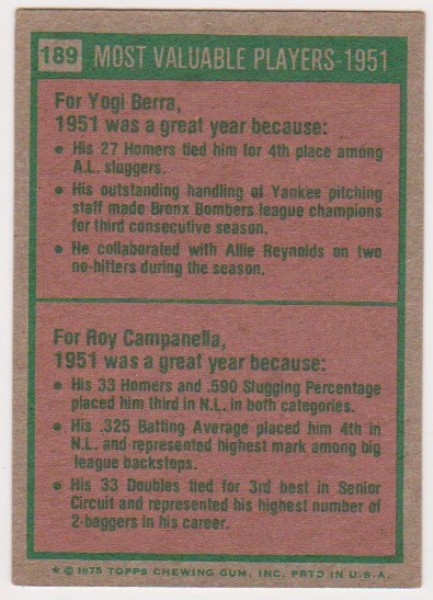 189 MOST VALUABLE PLAYERS-1951
For Yogi Berra,
1951 was a great year because:
● His 27 Homers tied him for 4th place among
A.L. sluggers.
● His outstanding handling of Yankee pitching
staff made Bronx Bombers league champions
for third consecutive season.
● He collaborated with Allie Reynolds on two
no-hitters during the season.
For Roy Campanella,
1951 was a great year because:
● His 33 Homers and .590 Slugging Percentage
placed him third in N.L. in both categories.
● His .325 Batting Average placed him 4th in
N.L. and represented highest mark among big
league backstops.
● His 33 Doubles tied for 3rd best in Senior
Circuit and represented his highest number of
2-baggers in his career.
★ © 1975 TOPPS CHEWING GUM, INC. PRTD IN U.S.A.